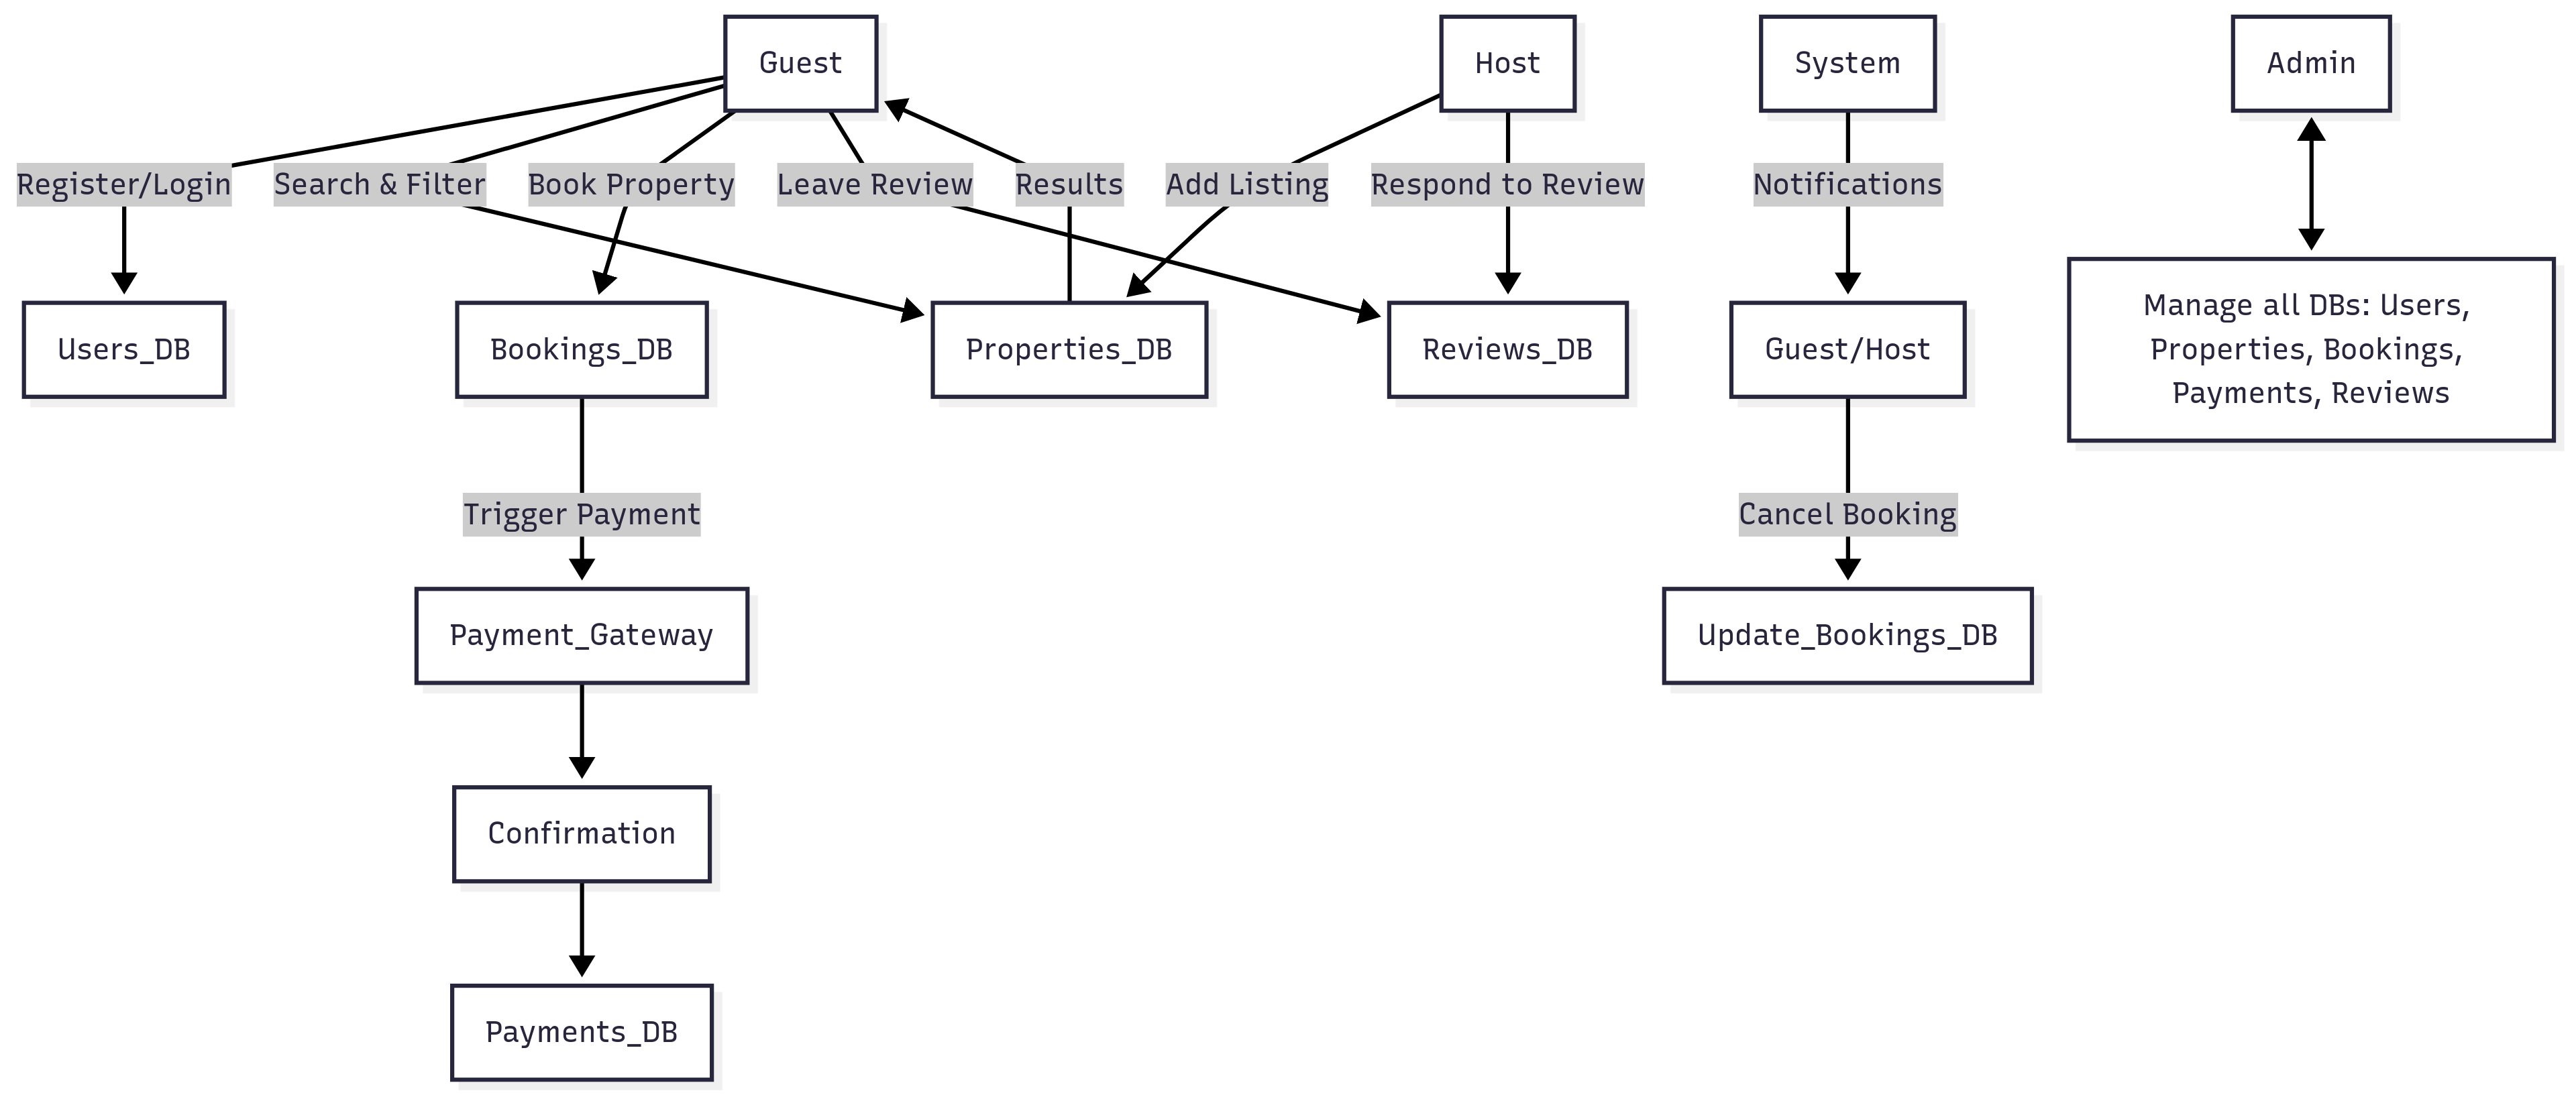 Guest
Host
System
Admin
Register/Login
Search & Filter
Book Property
Leave Review
Results
Add Listing
Respond to Review
Notifications
Users_DB
Bookings_DB
Properties_DB
Reviews_DB
Guest/Host
Manage all DBs: Users,
Properties, Bookings,
Payments, Reviews
Trigger Payment
Cancel Booking
Payment_Gateway
Update_Bookings_DB
Confirmation
Payments_DB